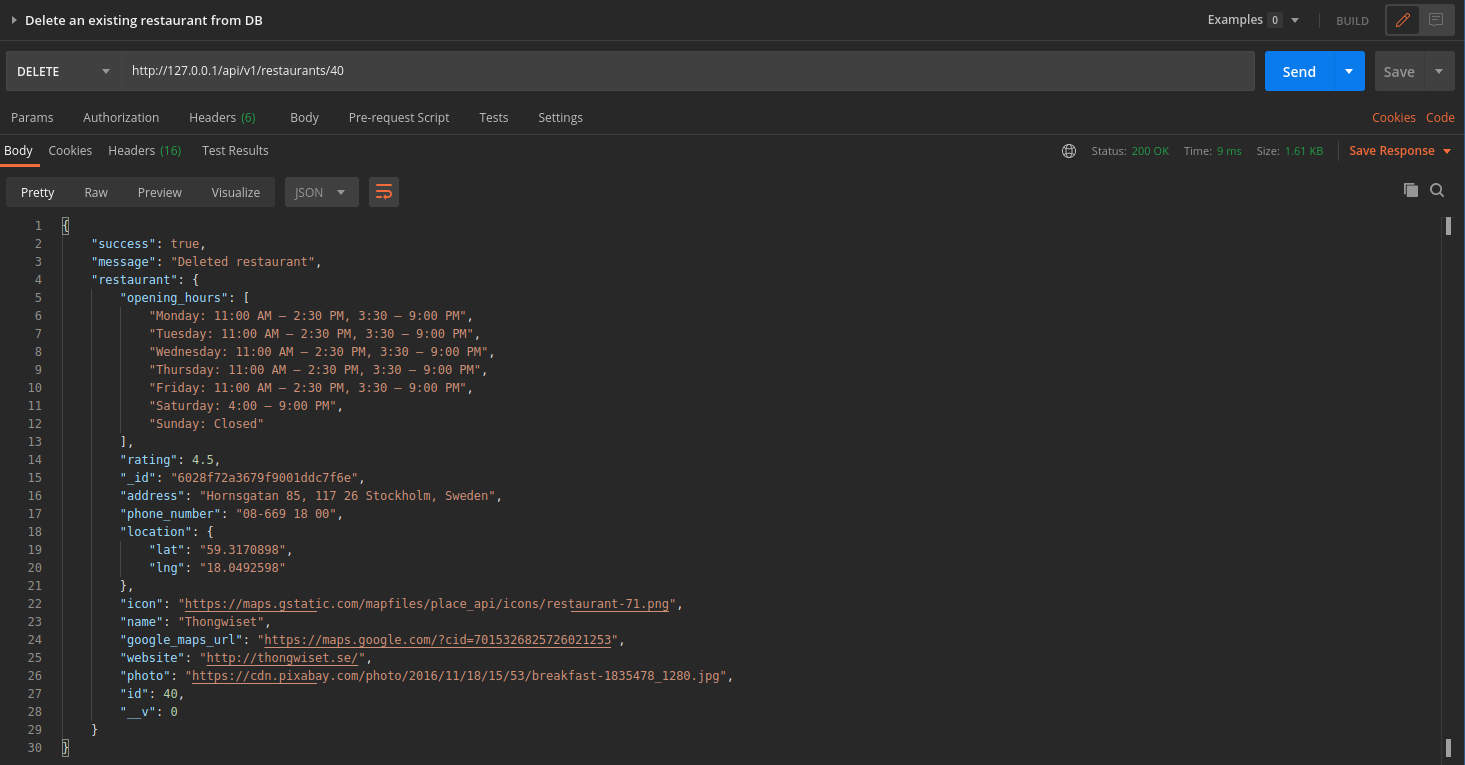 Delete an existing restaurant from DB
Examples 0 BUILD
DELETE http://127.0.0.1/api/v1/restaurants/40 Send Save
Params Authorization Headers (6) Body Pre-request Script Tests Settings Cookies Code
Body Cookies Headers (16) Test Results Status: 200 OK Time: 9 ms Size: 1.61 KB Save Response
Pretty Raw Preview Visualize JSON
1 {
2 "success": true,
3 "message": "Deleted restaurant",
4 "restaurant": {
5 "opening_hours": [
6 "Monday: 11:00 AM – 2:30 PM, 3:30 – 9:00 PM",
7 "Tuesday: 11:00 AM – 2:30 PM, 3:30 – 9:00 PM",
8 "Wednesday: 11:00 AM – 2:30 PM, 3:30 – 9:00 PM",
9 "Thursday: 11:00 AM – 2:30 PM, 3:30 – 9:00 PM",
10 "Friday: 11:00 AM – 2:30 PM, 3:30 – 9:00 PM",
11 "Saturday: 4:00 – 9:00 PM",
12 "Sunday: Closed"
13 ],
14 "rating": 4.5,
15 "_id": "6028f72a3679f9001ddc7f6e",
16 "address": "Hornsgatan 85, 117 26 Stockholm, Sweden",
17 "phone_number": "08-669 18 00",
18 "location": {
19 "lat": "59.3170898",
20 "lng": "18.0492598"
21 },
22 "icon": "https://maps.gstatic.com/mapfiles/place_api/icons/restaurant-71.png",
23 "name": "Thongwiset",
24 "google_maps_url": "https://maps.google.com/?cid=7015326825726021253",
25 "website": "http://thongwiset.se/",
26 "photo": "https://cdn.pixabay.com/photo/2016/11/18/15/53/breakfast-1835478_1280.jpg",
27 "id": 40,
28 "__v": 0
29 }
30 }